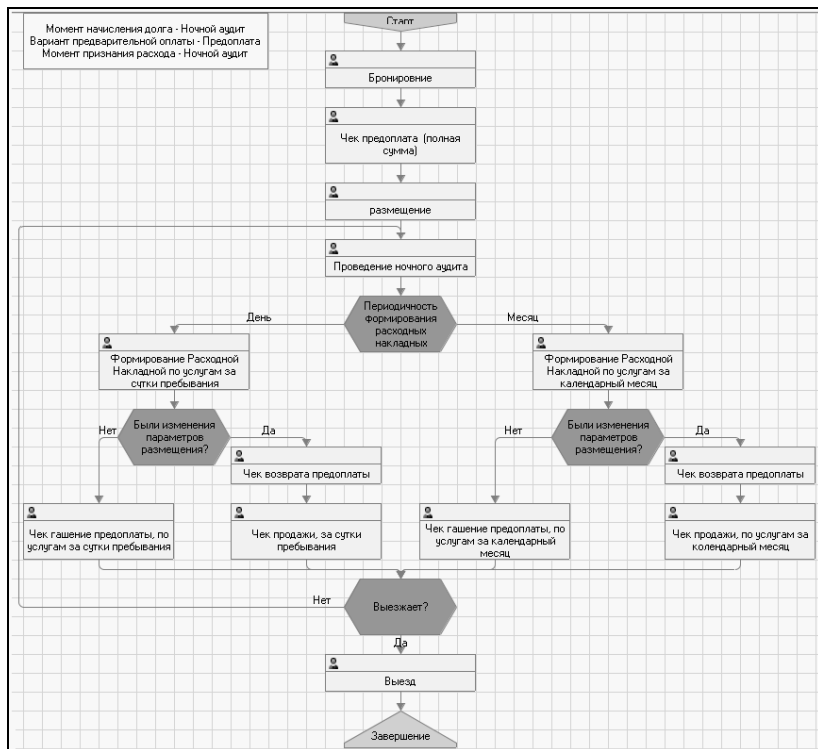 Момент начисления долга - Ночной аудит
Вариант предварительной оплаты - Предоплата
Момент признания расхода - Ночной аудит
Старт
Бронировние
Чек предоплата (полная
сумма)
размещение
Проведение ночного аудита
Периодичность
формирования
расходных
накладных
День
Месяц
Формирование Расходной
Накладной по услугам за
сутки пребывания
Формирование Расходной
Накладной по услугам за
календарный месяц
Были изменения
параметров
размещения?
Нет
Да
Были изменения
параметров
размещения?
Нет
Да
Чек возврата предоплаты
Чек возврата предоплаты
Чек гашение предоплаты, по
услугам за сутки пребывания
Чек продажи, за сутки
пребывания
Чек гашение предоплаты, по
услугам за календарный
месяц
Чек продажи, по услугам за
колендарный месяц
Выезжает?
Нет
Да
Выезд
Завершение